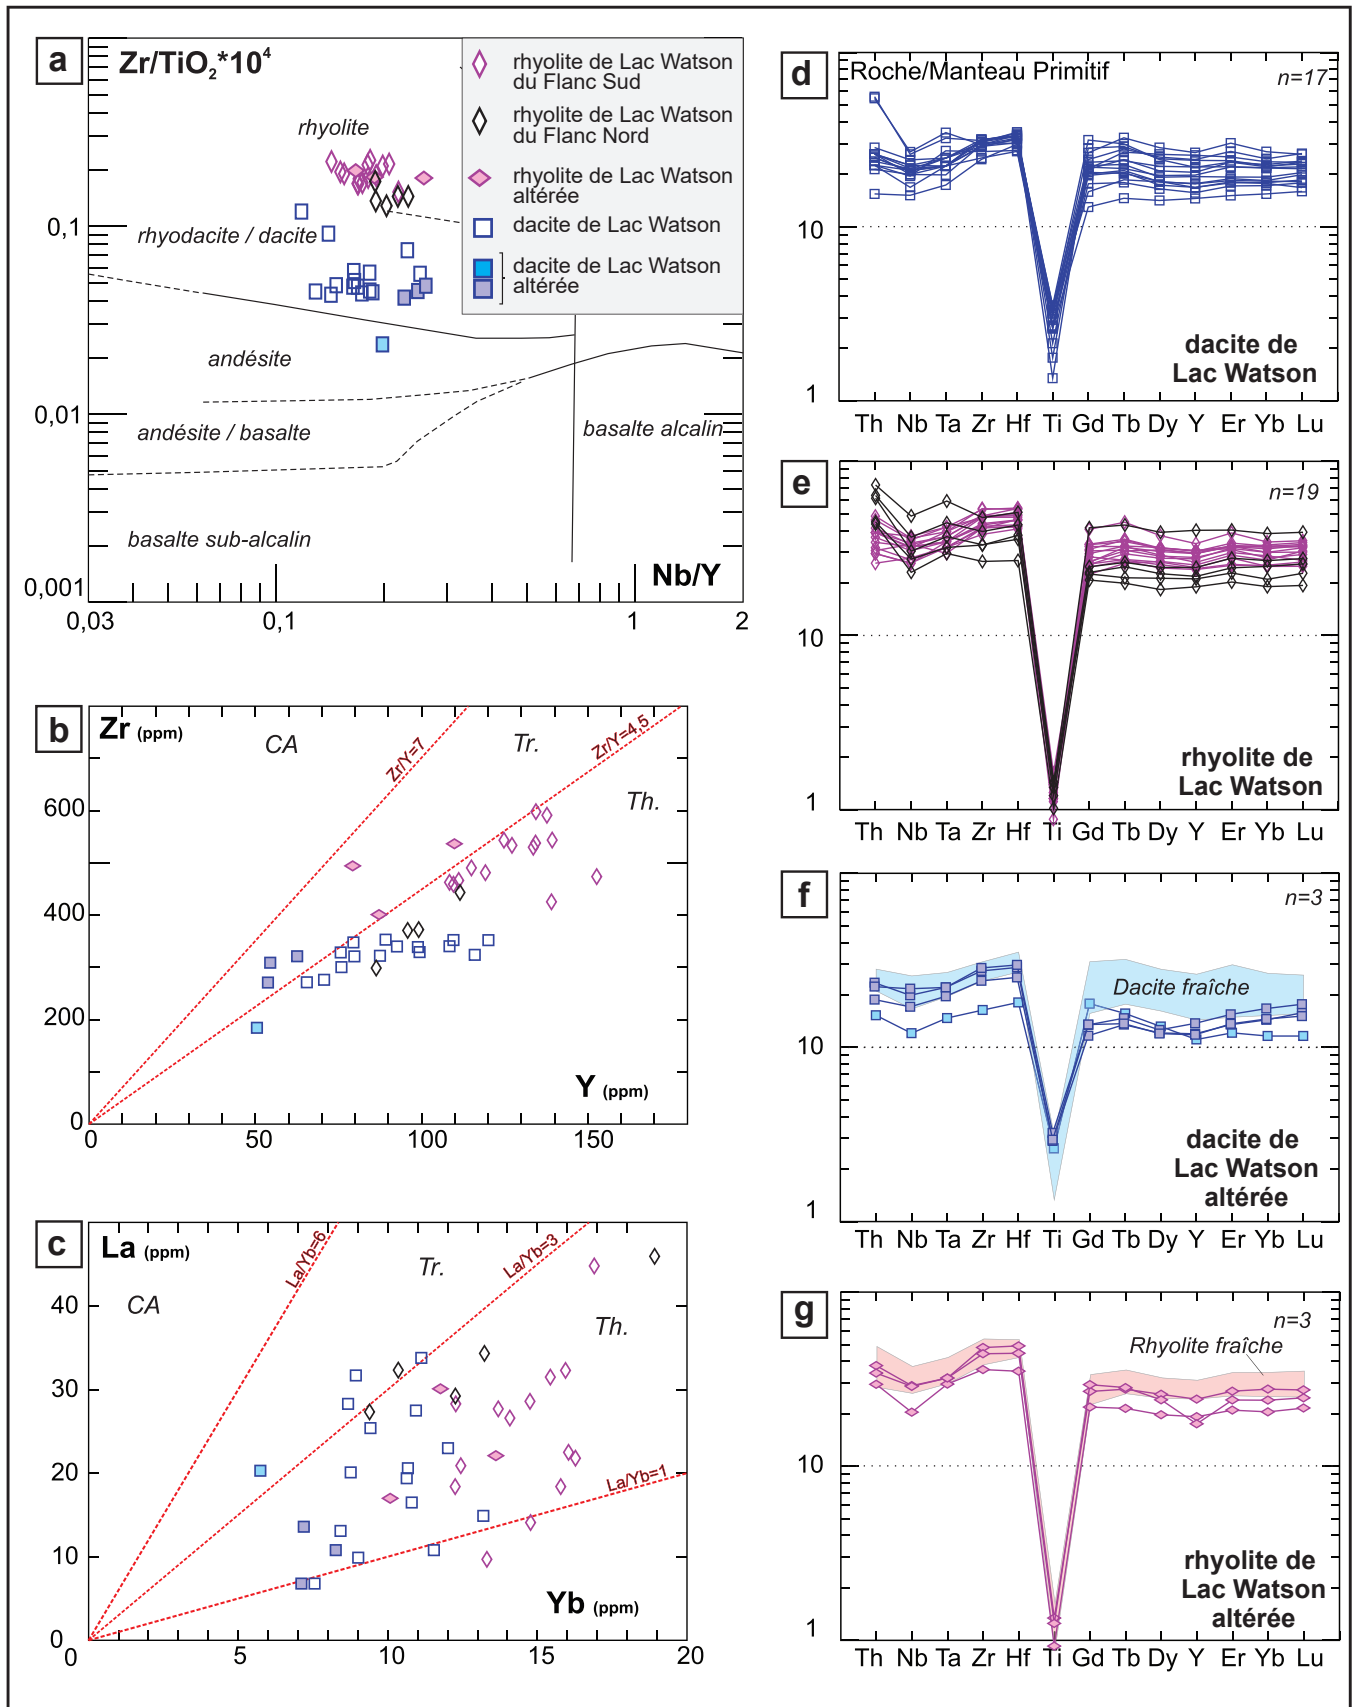 a
Zr/TiO2*10⁴
rhyolite de Lac Watson
du Flanc Sud
rhyolite de Lac Watson
du Flanc Nord
rhyolite de Lac Watson
altérée
dacite de Lac Watson
dacite de Lac Watson
altérée
rhyolite
0,1
rhyodacite / dacite
andésite
0,01
andésite / basalte
basalte alcalin
basalte sub-alcalin
0,001
Nb/Y
0,03
0,1
1
2
b
Zr (ppm)
CA
Tr.
Th.
Zr/Y=7
Zr/Y=4,5
600
400
200
0
Y (ppm)
0
50
100
150
c
La (ppm)
CA
Tr.
Th.
La/Yb=6
La/Yb=3
La/Yb=1
40
30
20
10
0
Yb (ppm)
0
5
10
15
20
d
Roche/Manteau Primitif
n=17
10
dacite de
Lac Watson
1
Th Nb Ta Zr Hf Ti Gd Tb Dy Y Er Yb Lu
e
n=19
10
rhyolite de
Lac Watson
1
Th Nb Ta Zr Hf Ti Gd Tb Dy Y Er Yb Lu
f
n=3
Dacite fraîche
10
dacite de
Lac Watson
altérée
1
Th Nb Ta Zr Hf Ti Gd Tb Dy Y Er Yb Lu
g
n=3
Rhyolite fraîche
10
rhyolite de
Lac Watson
altérée
1
Th Nb Ta Zr Hf Ti Gd Tb Dy Y Er Yb Lu